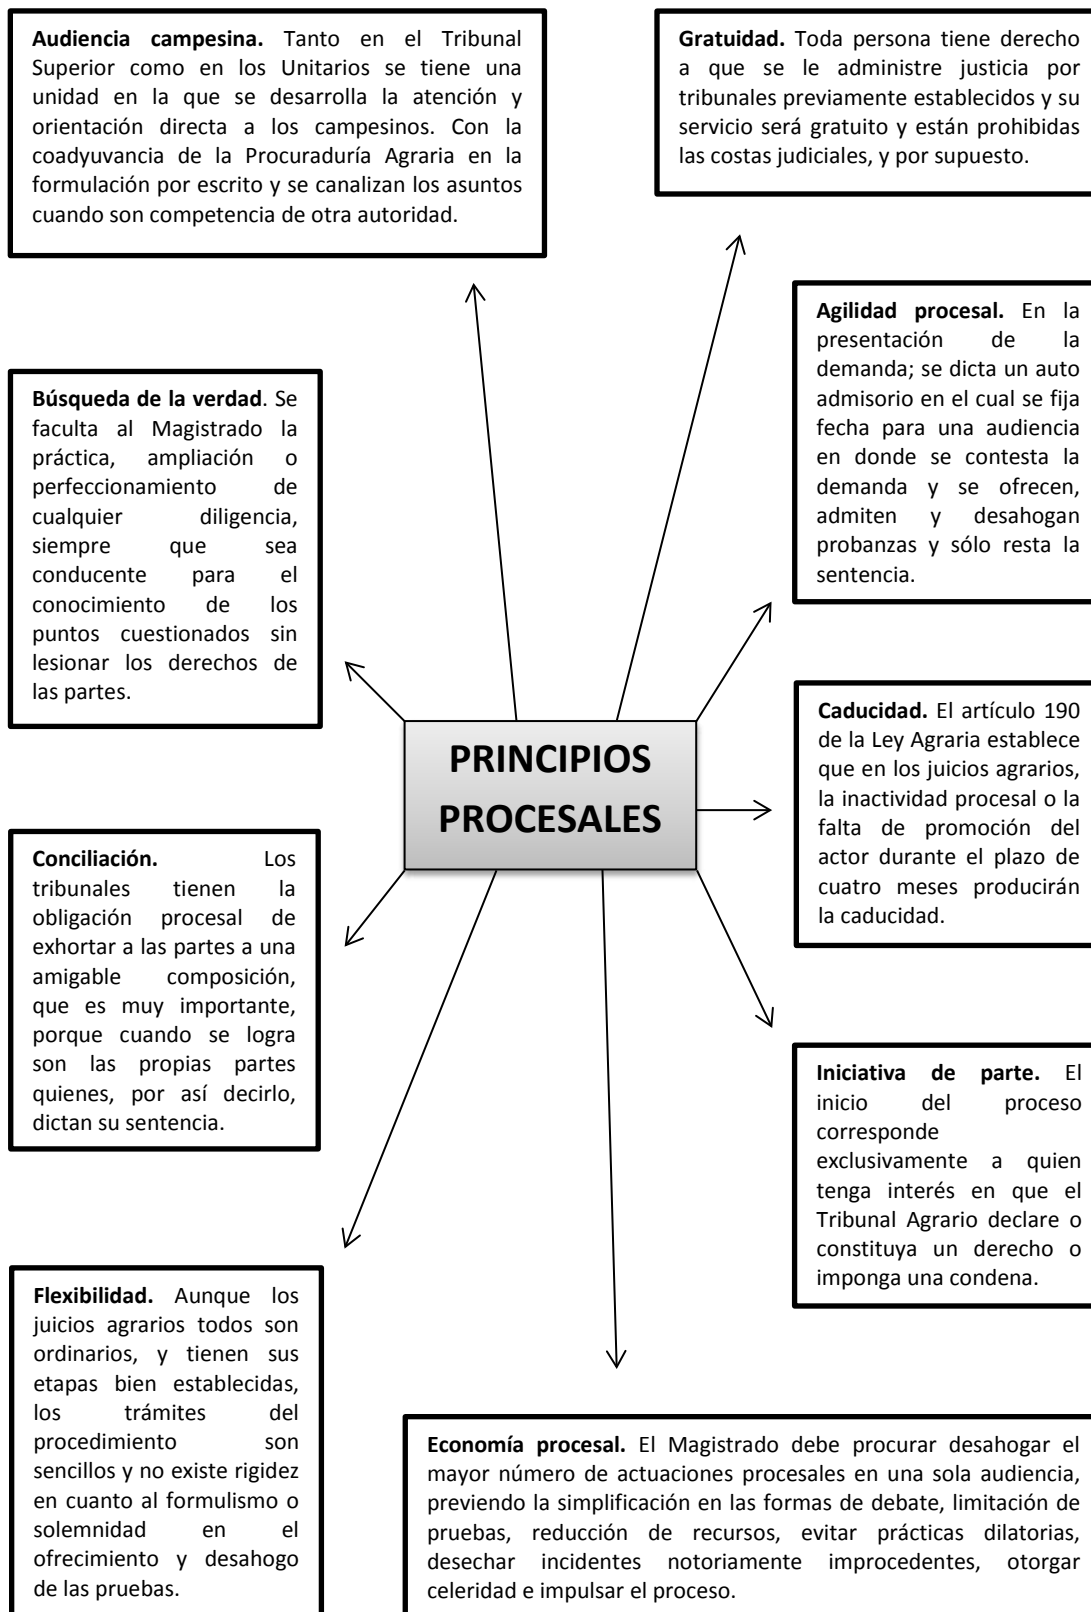 Audiencia campesina. Tanto en el Tribunal
Superior como en los Unitarios se tiene una
unidad en la que se desarrolla la atención y
orientación directa a los campesinos. Con la
coadyuvancia de la Procuraduría Agraria en la
formulación por escrito y se canalizan los asuntos
cuando son competencia de otra autoridad.
Gratuidad. Toda persona tiene derecho
a que se le administre justicia por
tribunales previamente establecidos y su
servicio será gratuito y están prohibidas
las costas judiciales, y por supuesto.
Agilidad procesal. En la
presentación de la
demanda; se dicta un auto
admisorio en el cual se fija
fecha para una audiencia
en donde se contesta la
demanda y se ofrecen,
admiten y desahogan
probanzas y sólo resta la
sentencia.
Búsqueda de la verdad. Se
faculta al Magistrado la
práctica, ampliación o
perfeccionamiento de
cualquier diligencia,
siempre que sea
conducente para el
conocimiento de los
puntos cuestionados sin
lesionar los derechos de
las partes.
PRINCIPIOS
PROCESALES
Caducidad. El artículo 190
de la Ley Agraria establece
que en los juicios agrarios,
la inactividad procesal o la
falta de promoción del
actor durante el plazo de
cuatro meses producirán
la caducidad.
Conciliación. Los
tribunales tienen la
obligación procesal de
exhortar a las partes a una
amigable composición,
que es muy importante,
porque cuando se logra
son las propias partes
quienes, por así decirlo,
dictan su sentencia.
Iniciativa de parte. El
inicio del proceso
corresponde
exclusivamente a quien
tenga interés en que el
Tribunal Agrario declare o
constituya un derecho o
imponga una condena.
Flexibilidad. Aunque los
juicios agrarios todos son
ordinarios, y tienen sus
etapas bien establecidas,
los trámites del
procedimiento son
sencillos y no existe rigidez
en cuanto al formulismo o
solemnidad en el
ofrecimiento y desahogo
de las pruebas.
Economía procesal. El Magistrado debe procurar desahogar el
mayor número de actuaciones procesales en una sola audiencia,
previendo la simplificación en las formas de debate, limitación de
pruebas, reducción de recursos, evitar prácticas dilatorias,
desechar incidentes notoriamente improcedentes, otorgar
celeridad e impulsar el proceso.